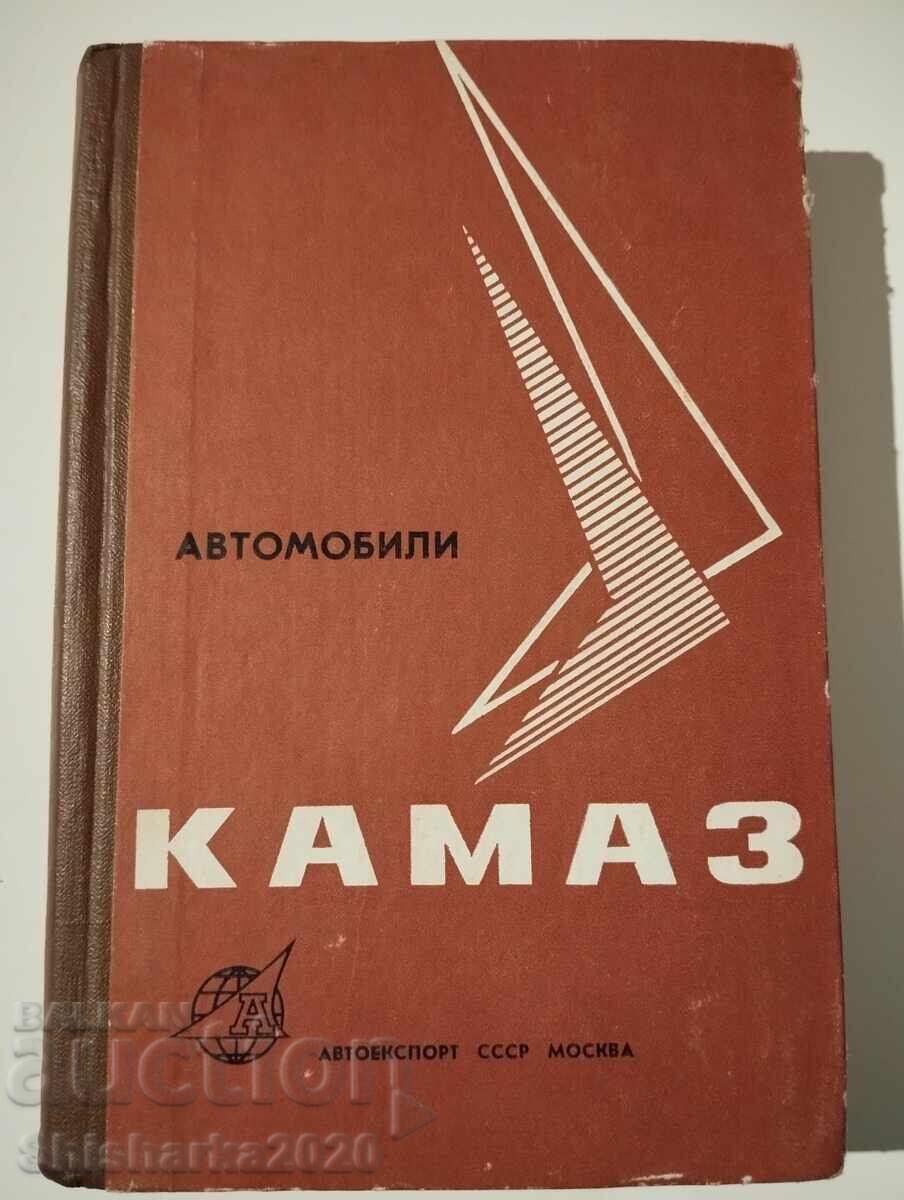 АВТОМОБИЛИ
КАМАЗ
А
АВТОЕКСПОРТ СССР МОСКВА
BALKAN
auction
shisharka2020